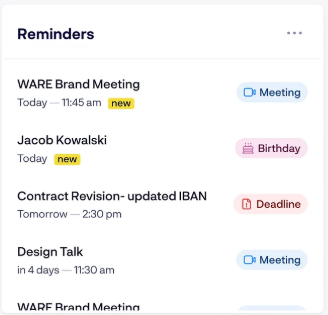 Reminders
WARE Brand Meeting
Today — 11:45 am new
Meeting
Jacob Kowalski
Today new
Birthday
Contract Revision- updated IBAN
Tomorrow — 2:30 pm
Deadline
Design Talk
in 4 days — 11:30 am
Meeting
WARE Brand Meeting